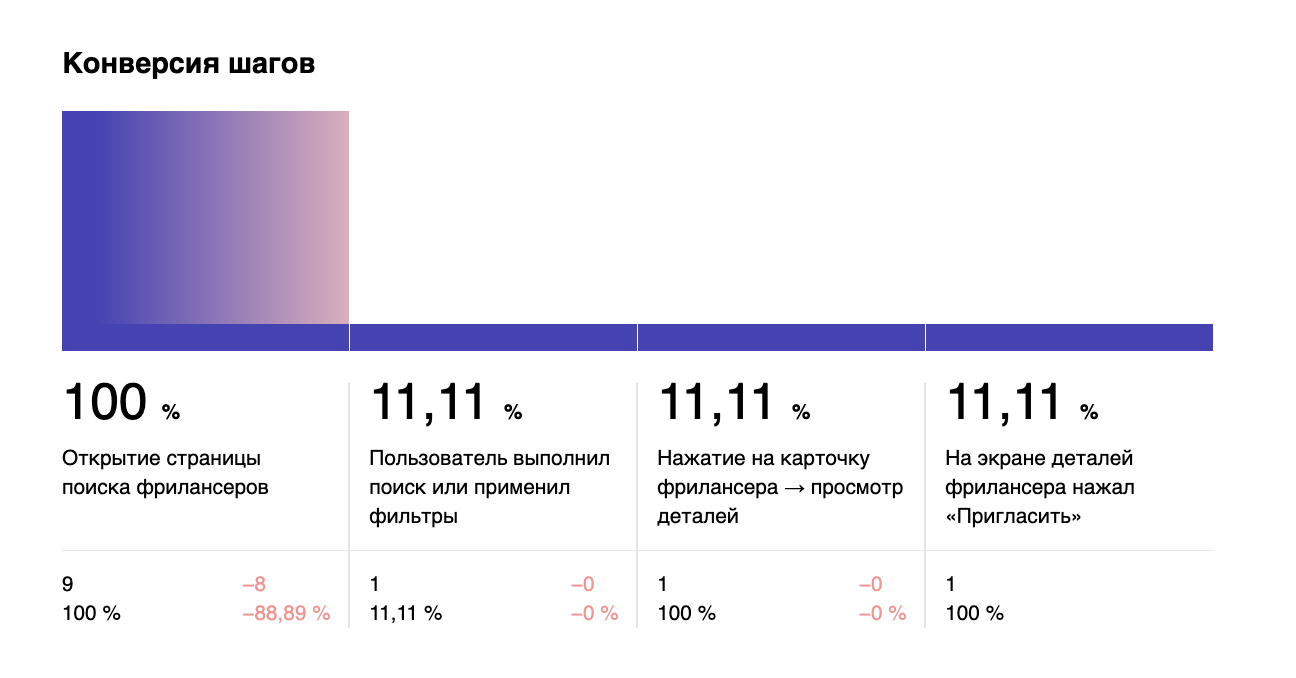 Конверсия шагов
100 %
Открытие страницы
поиска фрилансеров
9 –8
100 % –88,89 %
11,11 %
Пользователь выполнил
поиск или применил
фильтры
1 –0
11,11 % –0 %
11,11 %
Нажатие на карточку
фрилансера → просмотр
деталей
1 –0
100 % –0 %
11,11 %
На экране деталей
фрилансера нажал
«Пригласить»
1
100 %